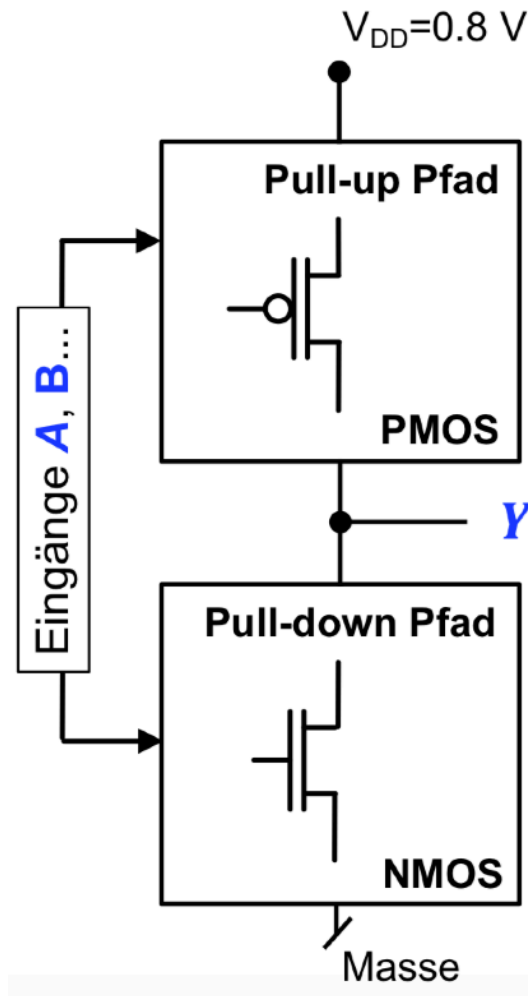 V_DD=0.8 V
Pull-up Pfad
PMOS
Eingänge A, B...
Y
Pull-down Pfad
NMOS
Masse